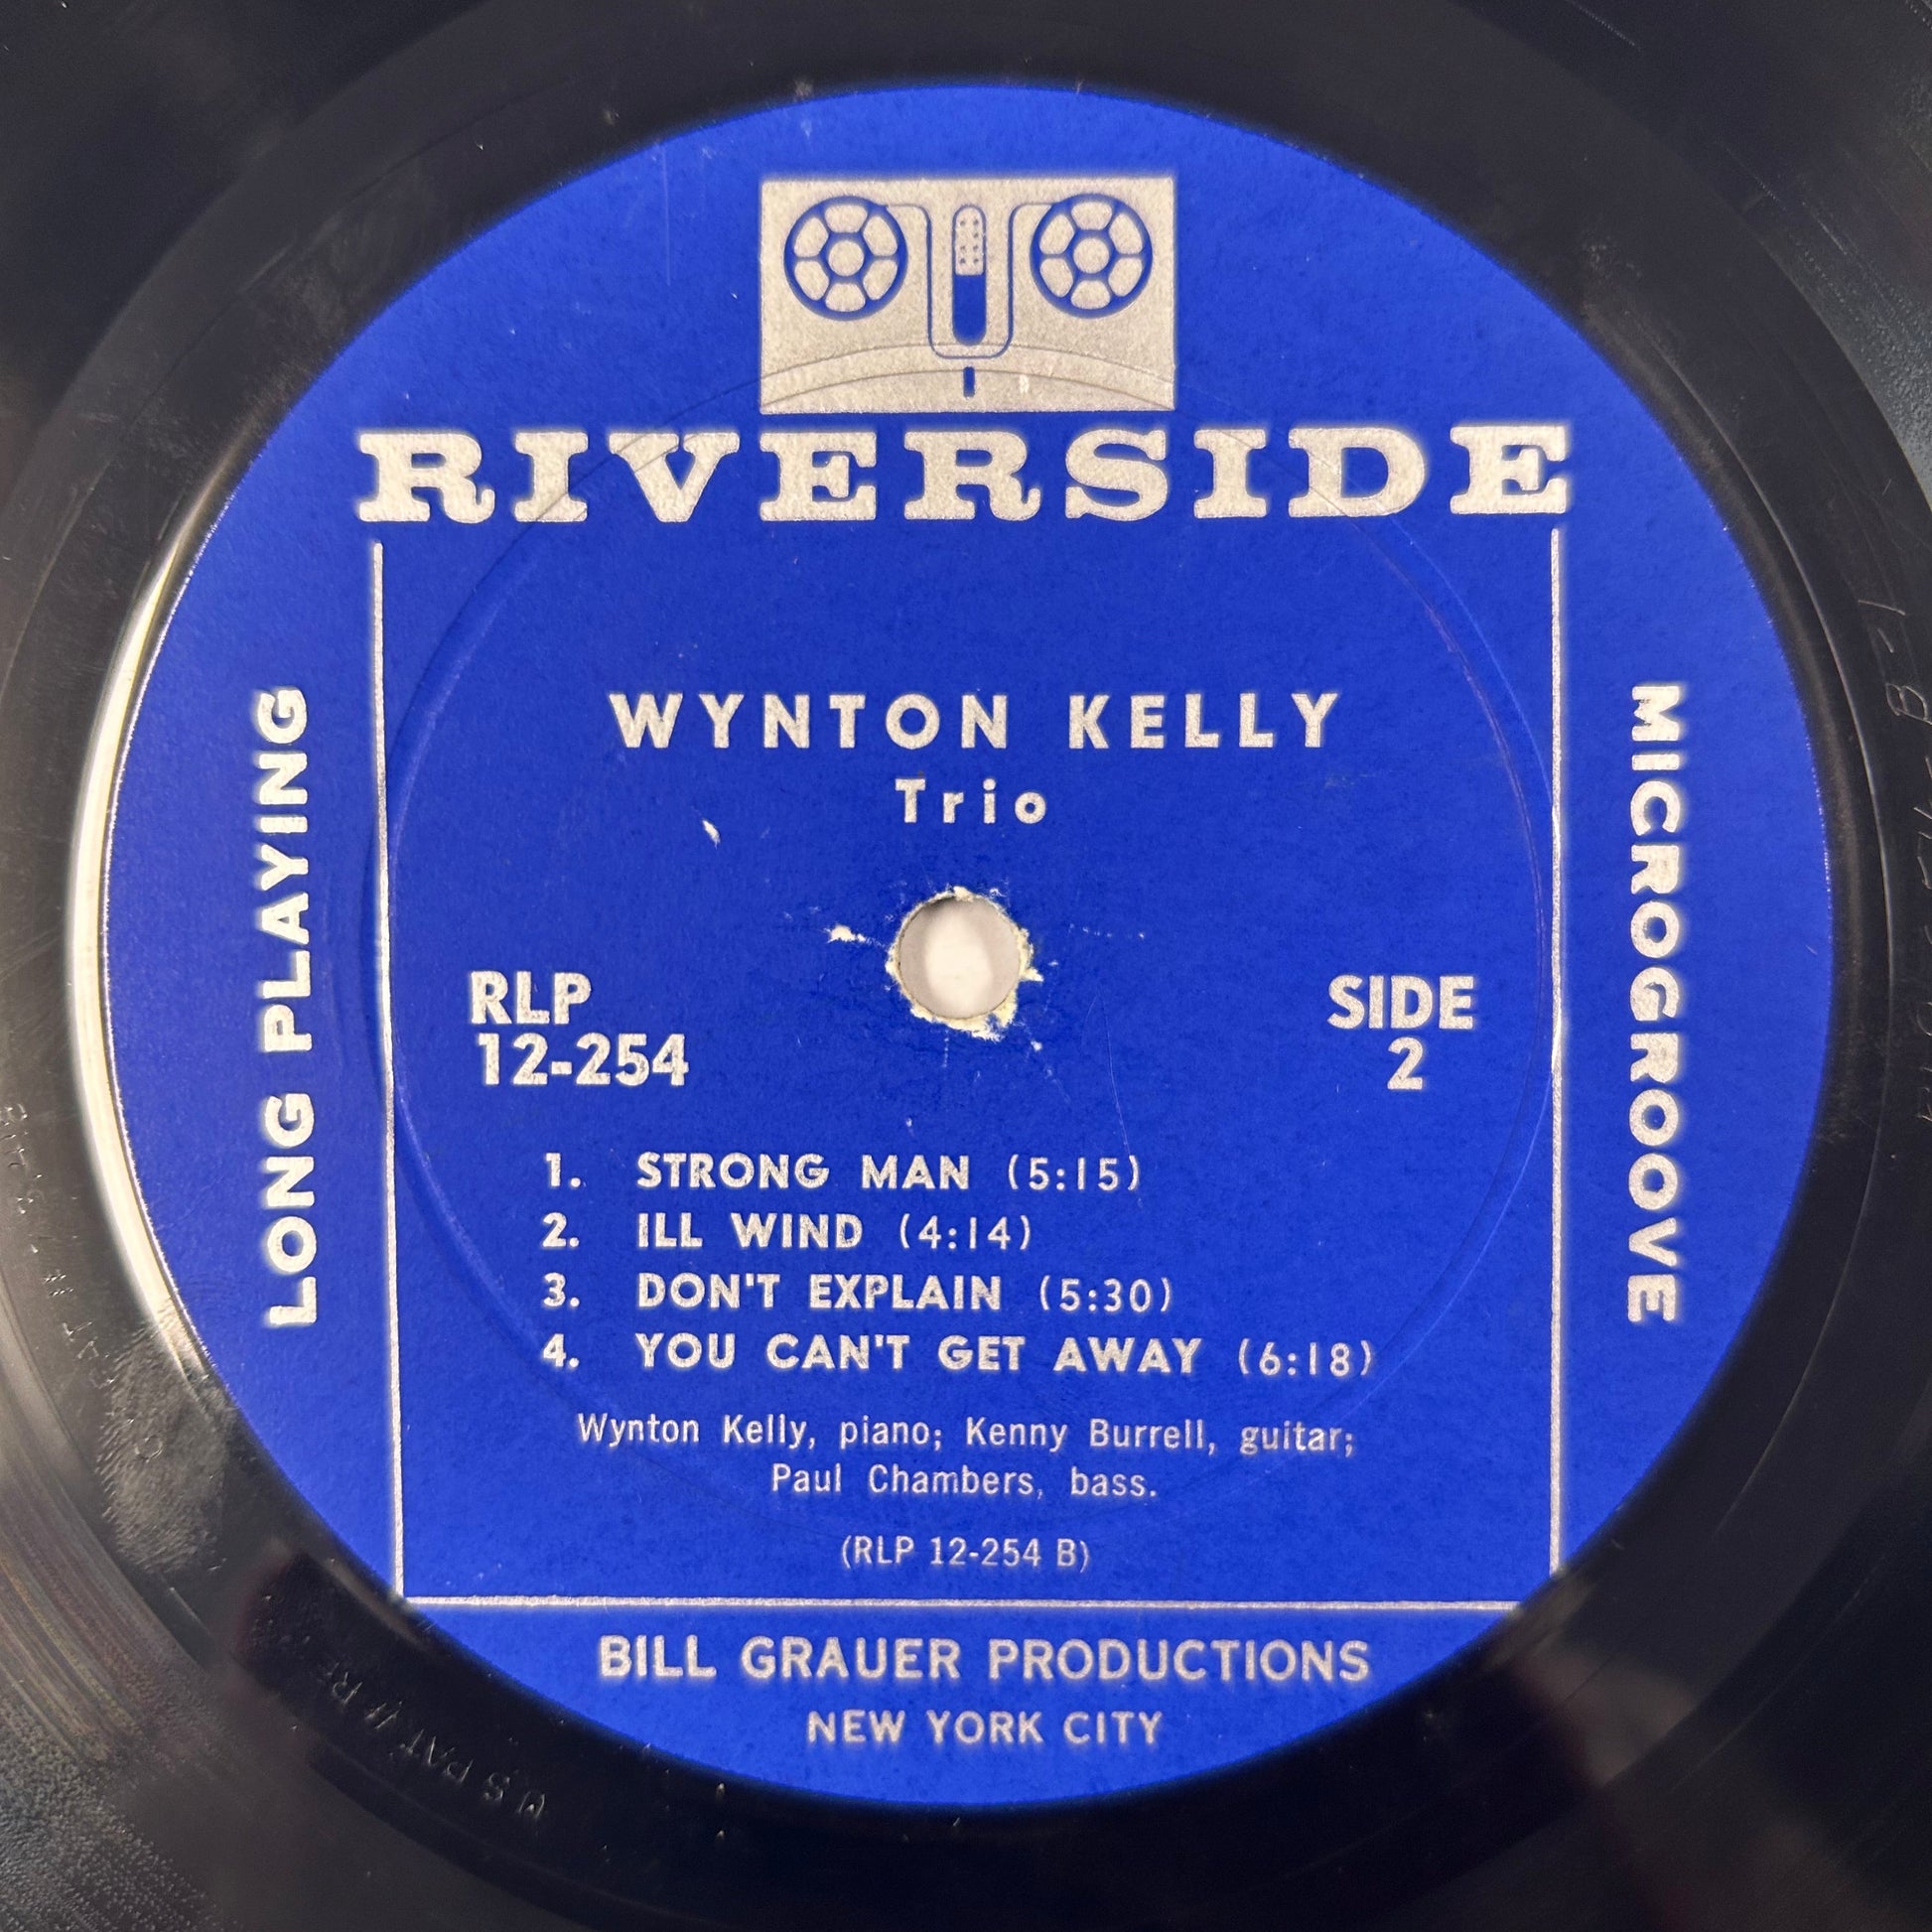 RIVERSIDE
LONG PLAYING
MICROGROOVE
WYNTON KELLY
Trio
RLP
12-254
SIDE
2
1. STRONG MAN (5:15)
2. ILL WIND (4:14)
3. DON'T EXPLAIN (5:30)
4. YOU CAN'T GET AWAY (6:18)
Wynton Kelly, piano; Kenny Burrell, guitar;
Paul Chambers, bass.
(RLP 12-254 B)
BILL GRAUER PRODUCTIONS
NEW YORK CITY
U.S PAT